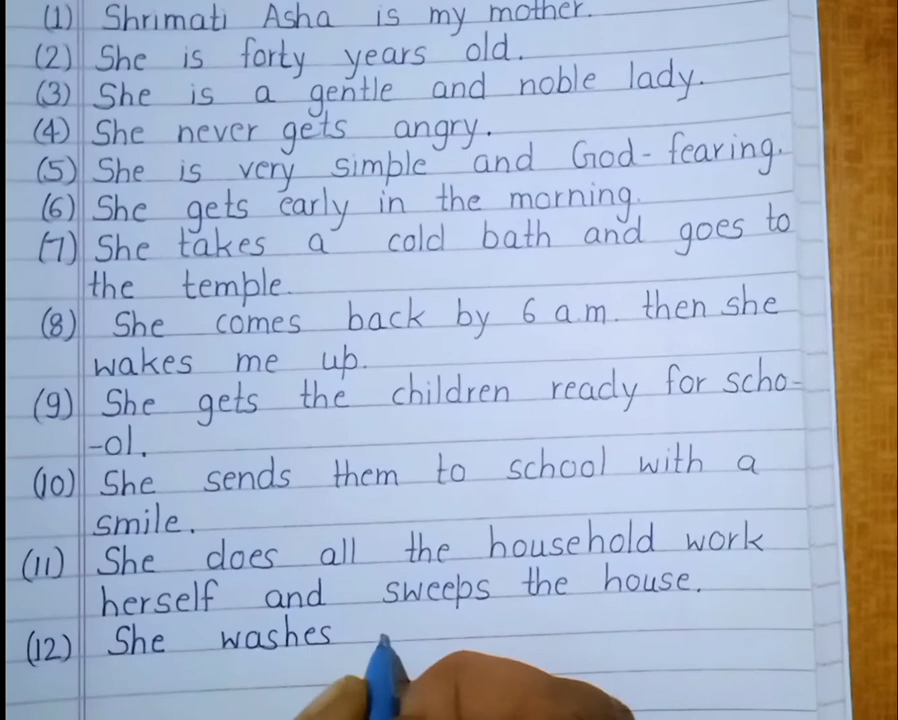 (1) Shrimati Asha is my mother.
(2) She is forty years old.
(3) She is a gentle and noble lady.
(4) She never gets angry.
(5) She is very simple and God-fearing.
(6) She gets early in the morning.
(7) She takes a cold bath and goes to
the temple.
(8) She comes back by 6 a.m. then she
wakes me up.
(9) She gets the children ready for scho-
-ol.
(10) She sends them to school with a
smile.
(11) She does all the household work
herself and sweeps the house.
(12) She washes